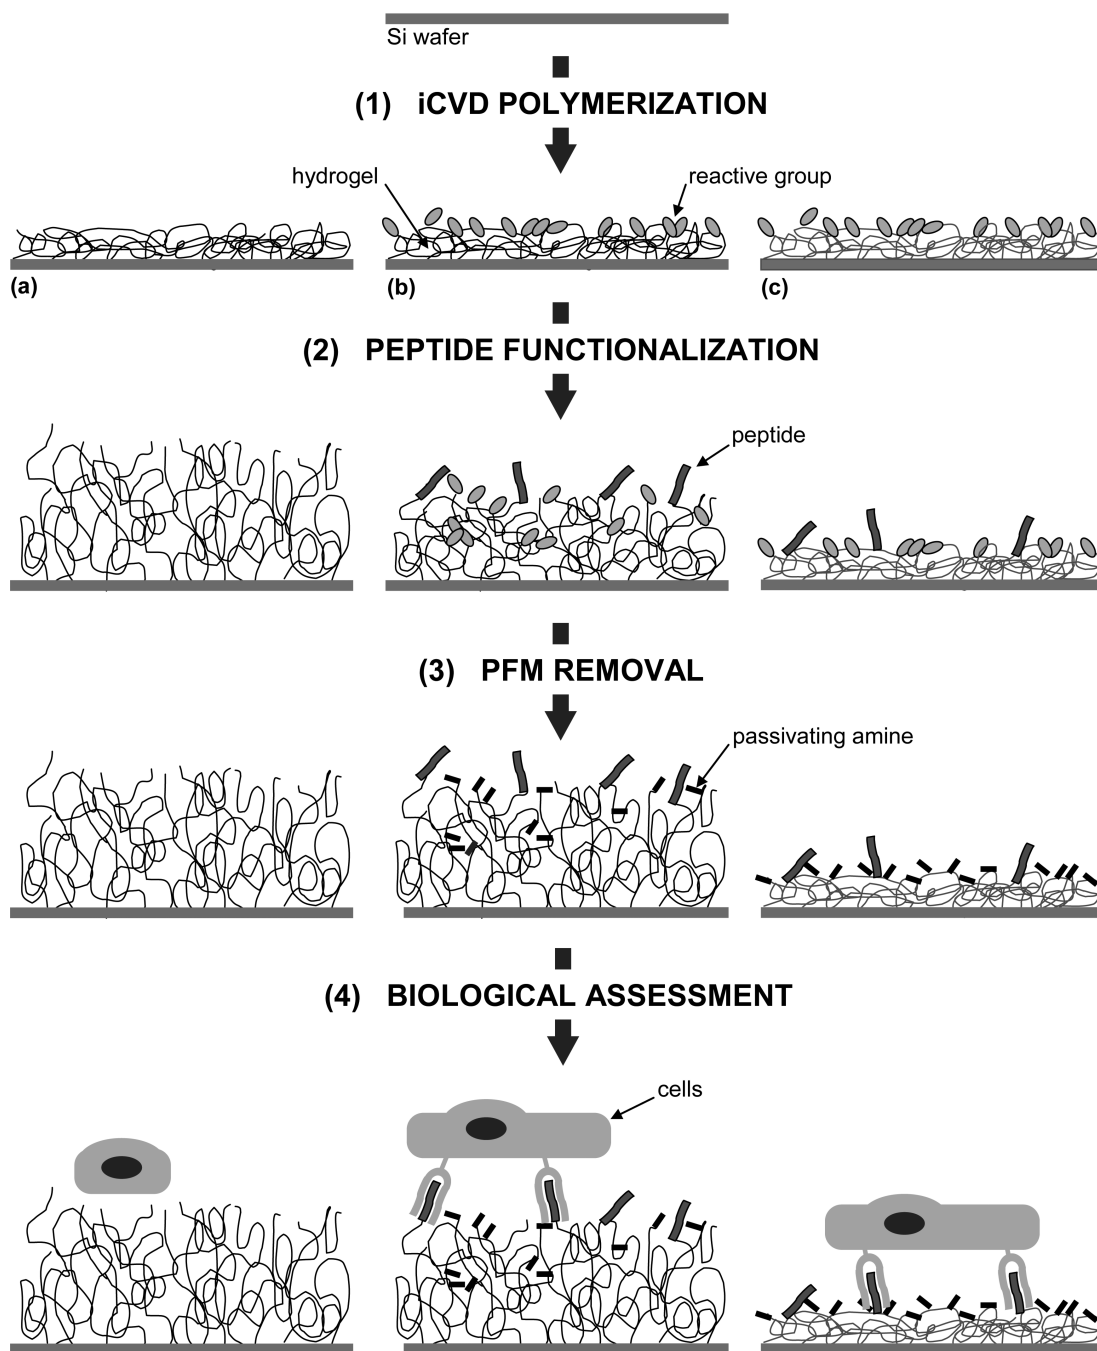 Si wafer
(1) iCVD POLYMERIZATION
hydrogel
reactive group
(a)
(b)
(c)
(2) PEPTIDE FUNCTIONALIZATION
peptide
(3) PFM REMOVAL
passivating amine
(4) BIOLOGICAL ASSESSMENT
cells